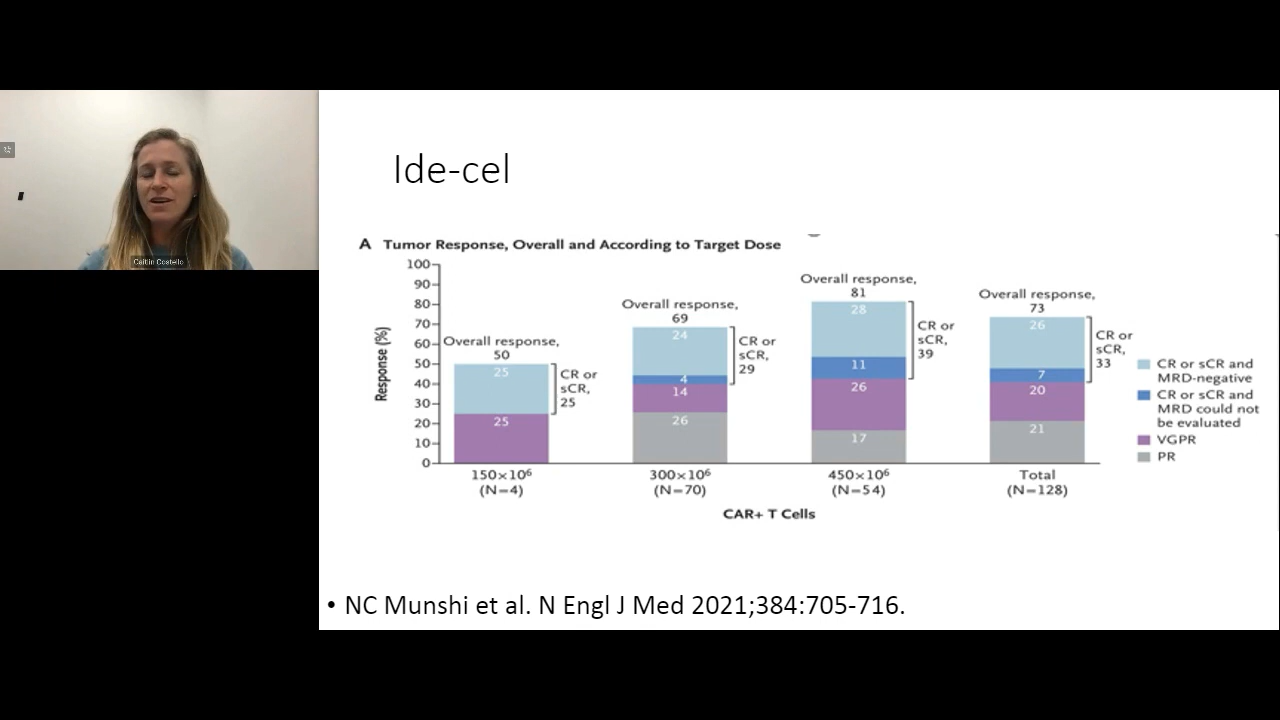 Caitlin Costello
Ide-cel
A Tumor Response, Overall and According to Target Dose
Response (%)
100
90
80
70
60
50
40
30
20
10
0
Overall response,
50
25
25
CR or
sCR,
25
150×10⁶
(N=4)
Overall response,
69
24
4
14
26
CR or
sCR,
29
300×10⁶
(N=70)
Overall response,
81
28
11
26
17
CR or
sCR,
39
450×10⁶
(N=54)
Overall response,
73
26
7
20
21
CR or
sCR,
33
Total
(N=128)
CAR+ T Cells
CR or sCR and
MRD-negative
CR or sCR and
MRD could not
be evaluated
VGPR
PR
• NC Munshi et al. N Engl J Med 2021;384:705-716.